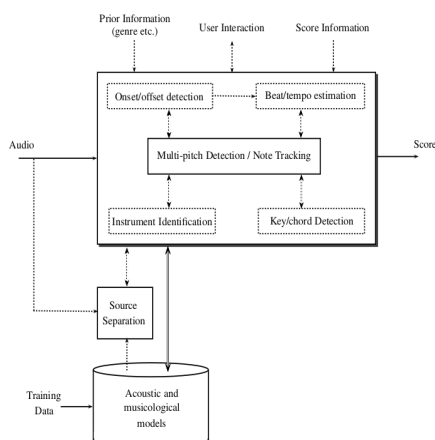 Prior Information
(genre etc.)
User Interaction
Score Information
Onset/offset detection
Beat/tempo estimation
Audio
Multi-pitch Detection / Note Tracking
Score
Instrument Identification
Key/chord Detection
Source
Separation
Training
Data
Acoustic and
musicological
models